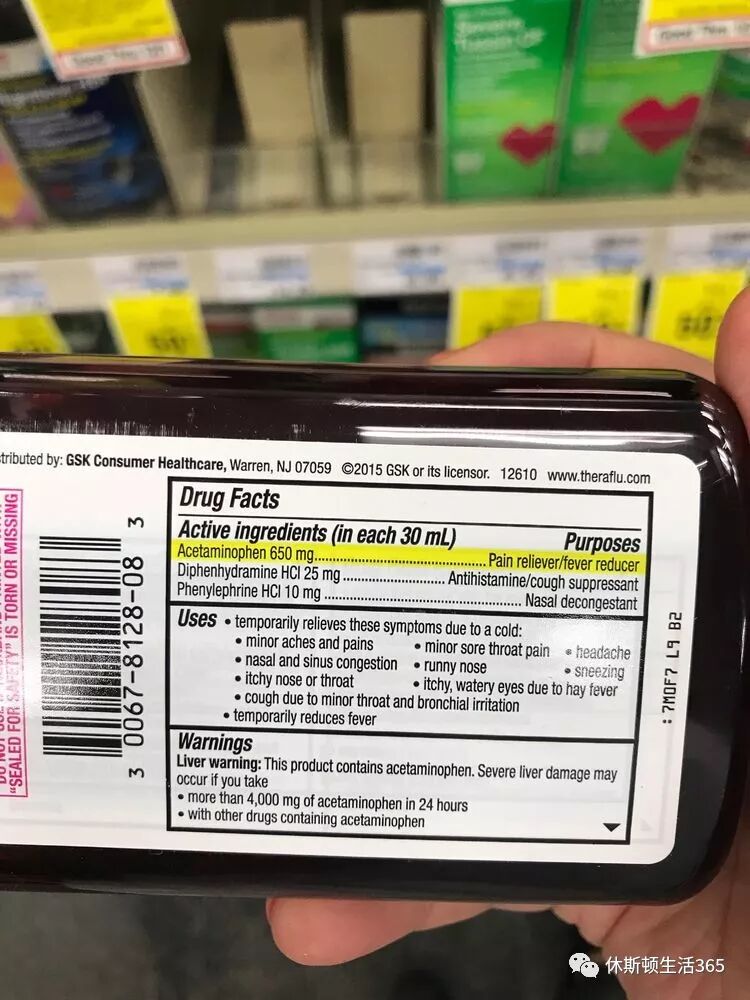 tributed by: GSK Consumer Healthcare, Warren, NJ 07059 ©2015 GSK or its licensor. 12610 www.theraflu.com
Drug Facts
Active ingredients (in each 30 mL) Purposes
Acetaminophen 650 mg.......................................... Pain reliever/fever reducer
Diphenhydramine HCl 25 mg ......................... Antihistamine/cough suppressant
Phenylephrine HCl 10 mg ................................................ Nasal decongestant
Uses • temporarily relieves these symptoms due to a cold:
• minor aches and pains • minor sore throat pain • headache
• nasal and sinus congestion • runny nose • sneezing
• itchy nose or throat • itchy, watery eyes due to hay fever
• cough due to minor throat and bronchial irritation
• temporarily reduces fever
Warnings
Liver warning: This product contains acetaminophen. Severe liver damage may
occur if you take
• more than 4,000 mg of acetaminophen in 24 hours
• with other drugs containing acetaminophen
3 0067-8128-08 3
"SEALED FOR SAFETY" IS TORN OR MISSING
: 7MOF7 L9 B2
休斯顿生活365